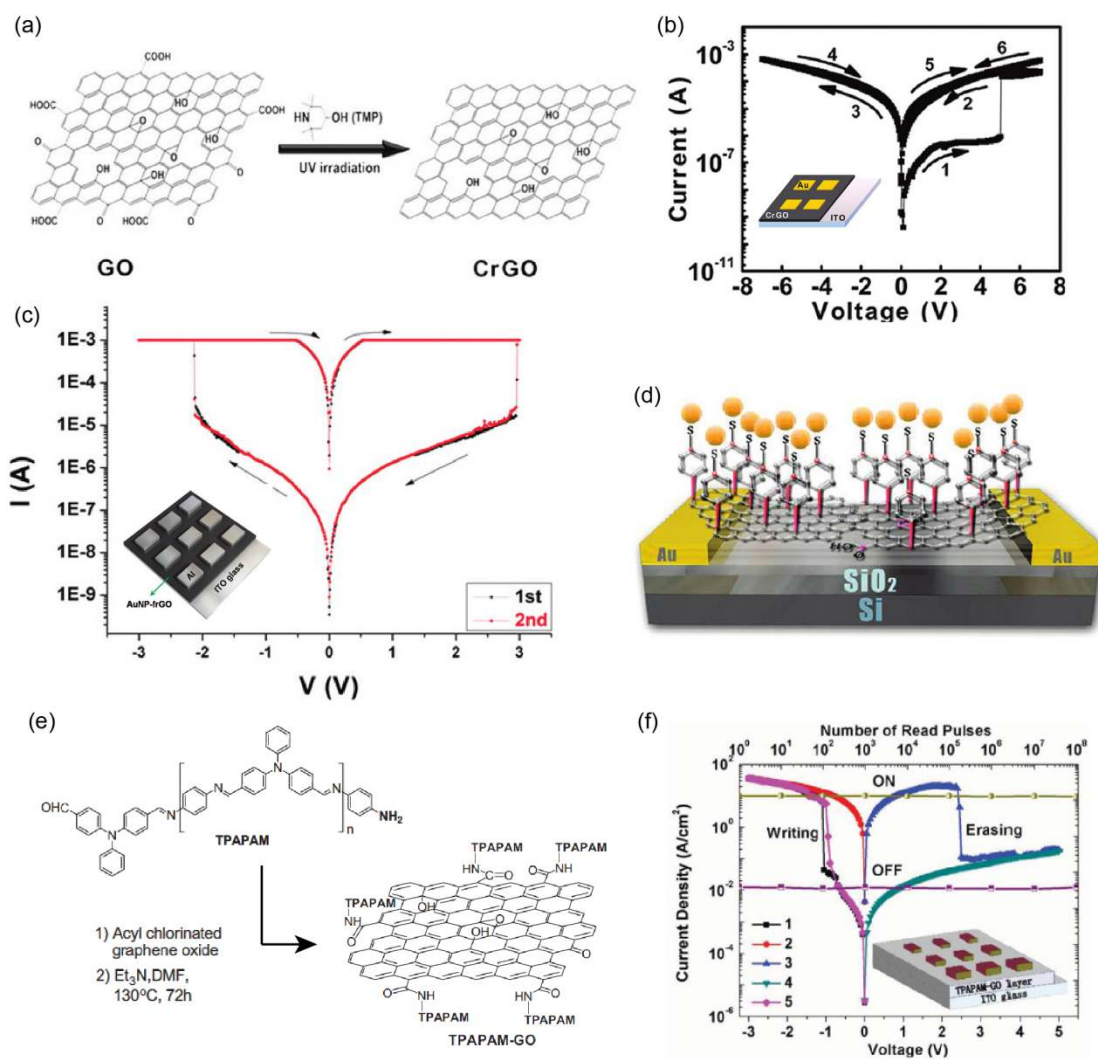 (a)
COOH
HOOC
HO
COOH
O
O
HOOC
HO
O
OH
OH
HOOC
HOOC
O
O
GO
HN
OH (TMP)
UV irradiation
O
O
HO
OH
OH
CrGO
(b)
Current (A)
10⁻³
10⁻⁷
10⁻¹¹
4
5
6
3
2
1
Au
CrGO
ITO
-8 -6 -4 -2 0 2 4 6 8
Voltage (V)
(c)
I (A)
1E-3
1E-4
1E-5
1E-6
1E-7
1E-8
1E-9
Al
AuNP-frGO
ITO glass
1st
2nd
-3 -2 -1 0 1 2 3
V (V)
(d)
S S S S S S S S S S S
Au
Au
SiO₂
Si
(e)
OHC
N
N
N
N
N
N
n
NH₂
TPAPAM
1) Acyl chlorinated
graphene oxide
2) Et₃N,DMF,
130°C, 72h
TPAPAM
TPAPAM
HN
O
NH
O
TPAPAM
HN
O
OH
O
OH
O
O
NH
TPAPAM
O
NH
TPAPAM
O
NH
TPAPAM
TPAPAM-GO
(f)
Number of Read Pulses
10⁰ 10¹ 10² 10³ 10⁴ 10⁵ 10⁶ 10⁷ 10⁸
Current Density (A/cm²)
10²
10⁰
10⁻²
10⁻⁴
10⁻⁶
ON
Writing
Erasing
OFF
1
2
3
4
5
TPAPAM-GO layer
ITO glass
-3 -2 -1 0 1 2 3 4 5
Voltage (V)